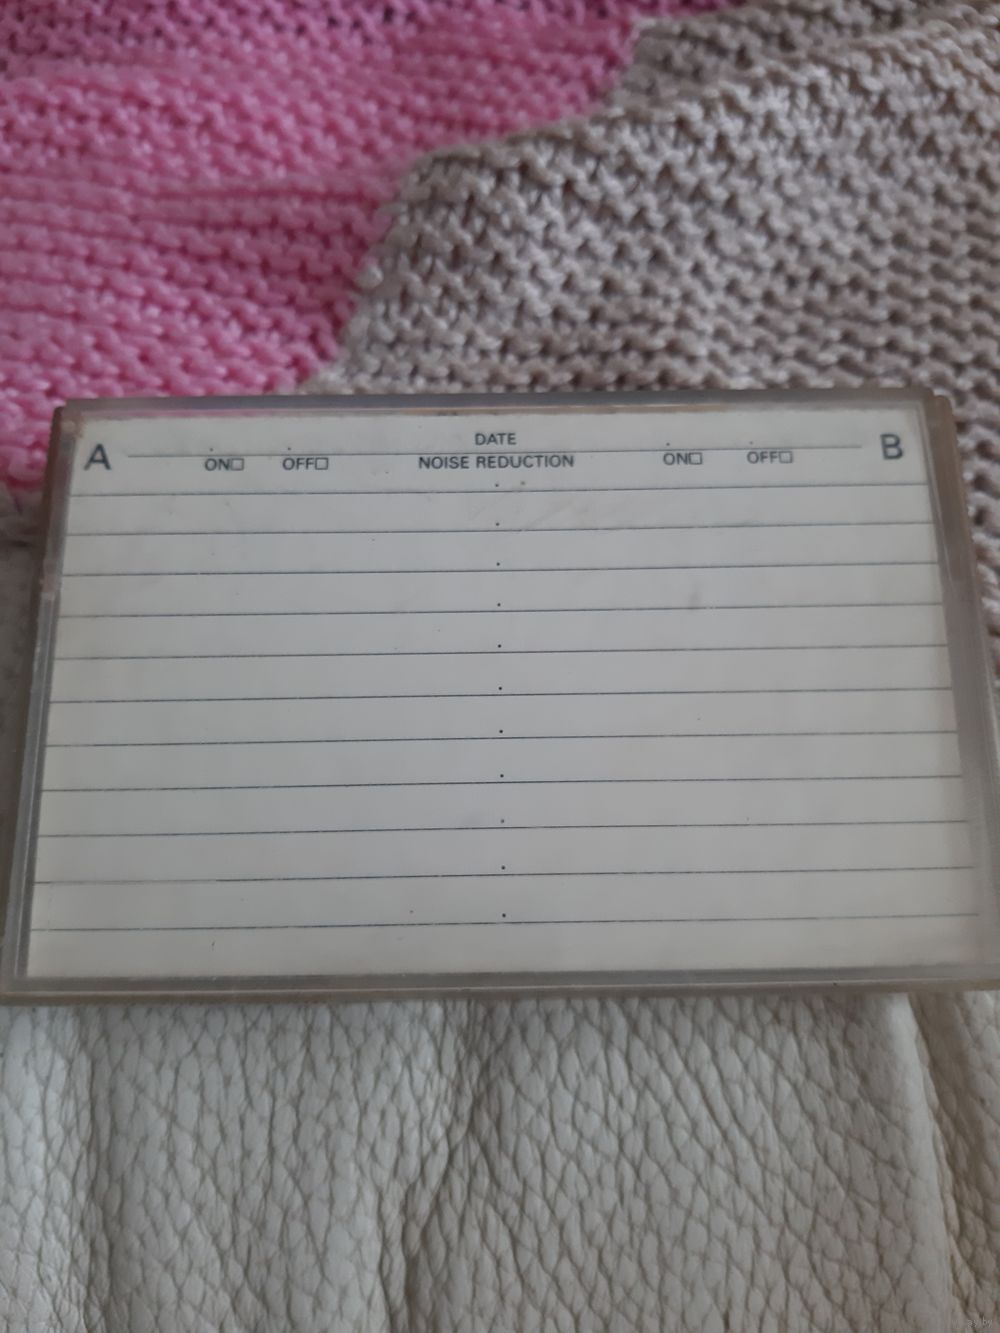 DATE
A ON□ OFF□ NOISE REDUCTION ON□ OFF□ B